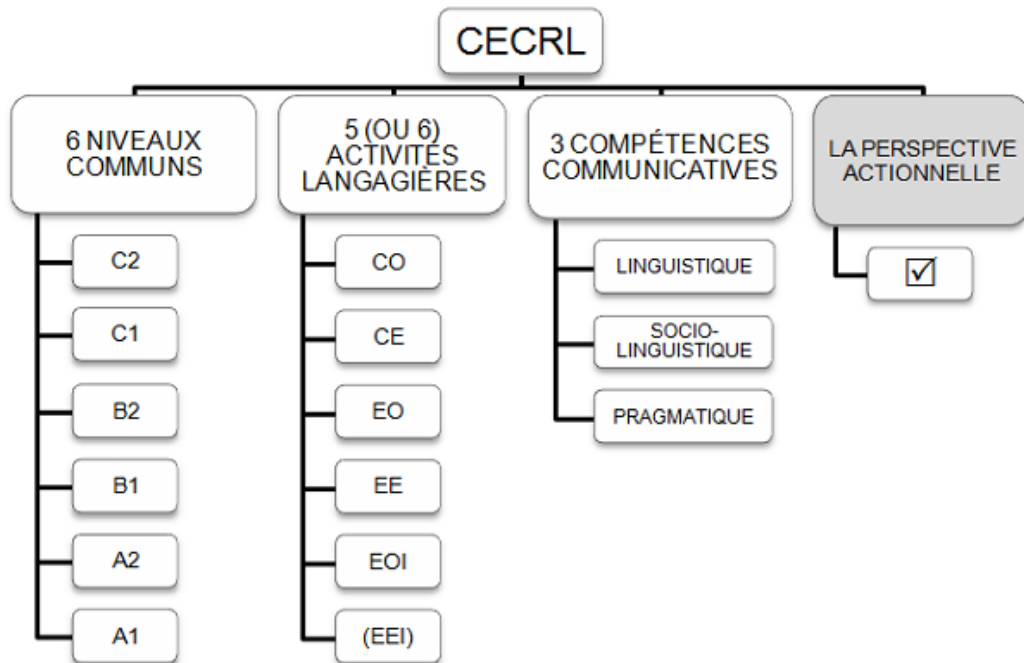 CECRL
6 NIVEAUX
COMMUNS
C2
C1
B2
B1
A2
A1
5 (OU 6)
ACTIVITÉS
LANGAGIÈRES
CO
CE
EO
EE
EOI
(EEI)
3 COMPÉTENCES
COMMUNICATIVES
LINGUISTIQUE
SOCIO-
LINGUISTIQUE
PRAGMATIQUE
LA PERSPECTIVE
ACTIONNELLE
☑